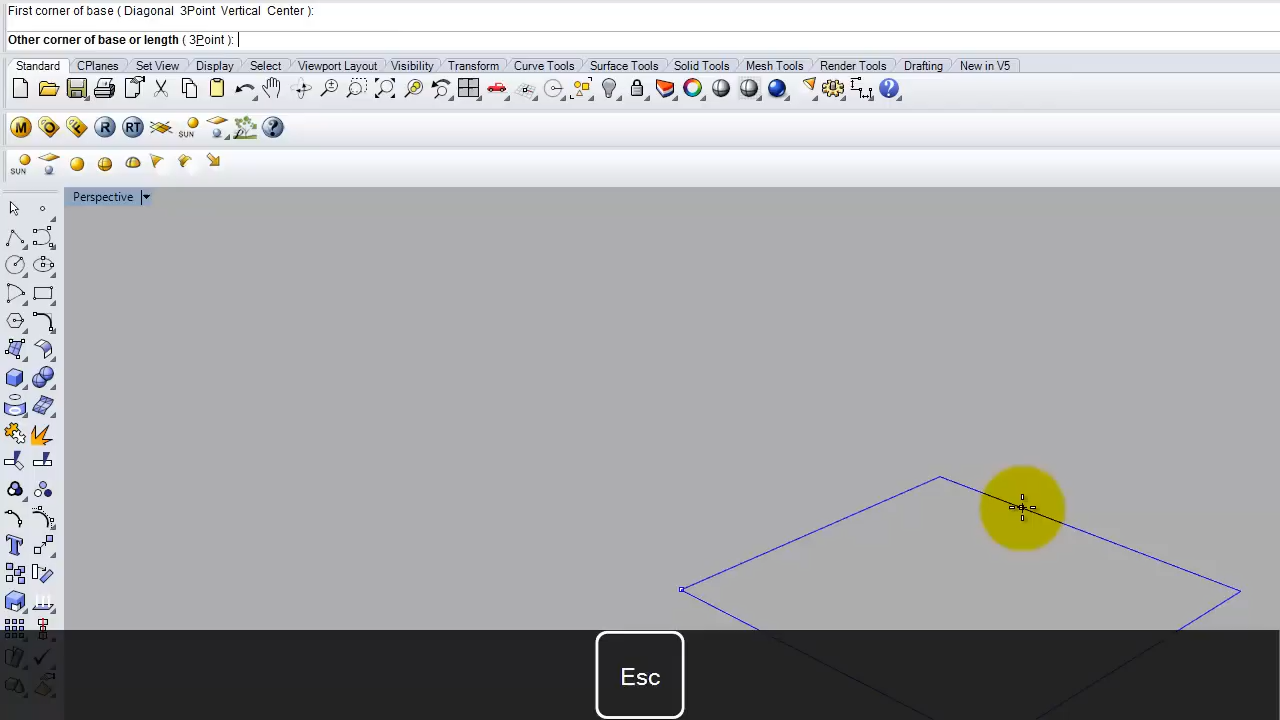 First corner of base ( Diagonal  3Point  Vertical  Center ):
Other corner of base or length ( 3Point ):
Standard CPlanes Set View Display Select Viewport Layout Visibility Transform Curve Tools Surface Tools Solid Tools Mesh Tools Render Tools Drafting New in V5
M O F R RT SUN ?
SUN
Perspective
T
Esc